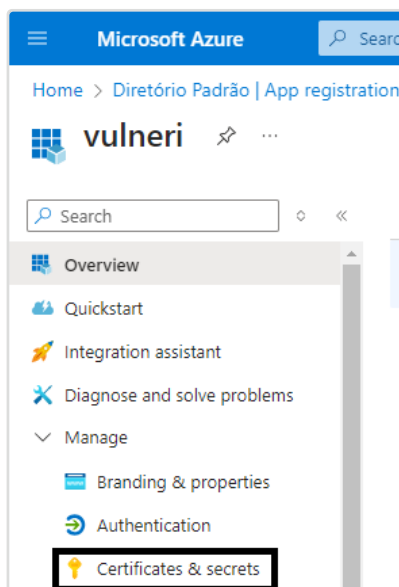 Microsoft Azure
Home > Diretório Padrão | App registration
vulneri
Search
Overview
Quickstart
Integration assistant
Diagnose and solve problems
Manage
Branding & properties
Authentication
Certificates & secrets